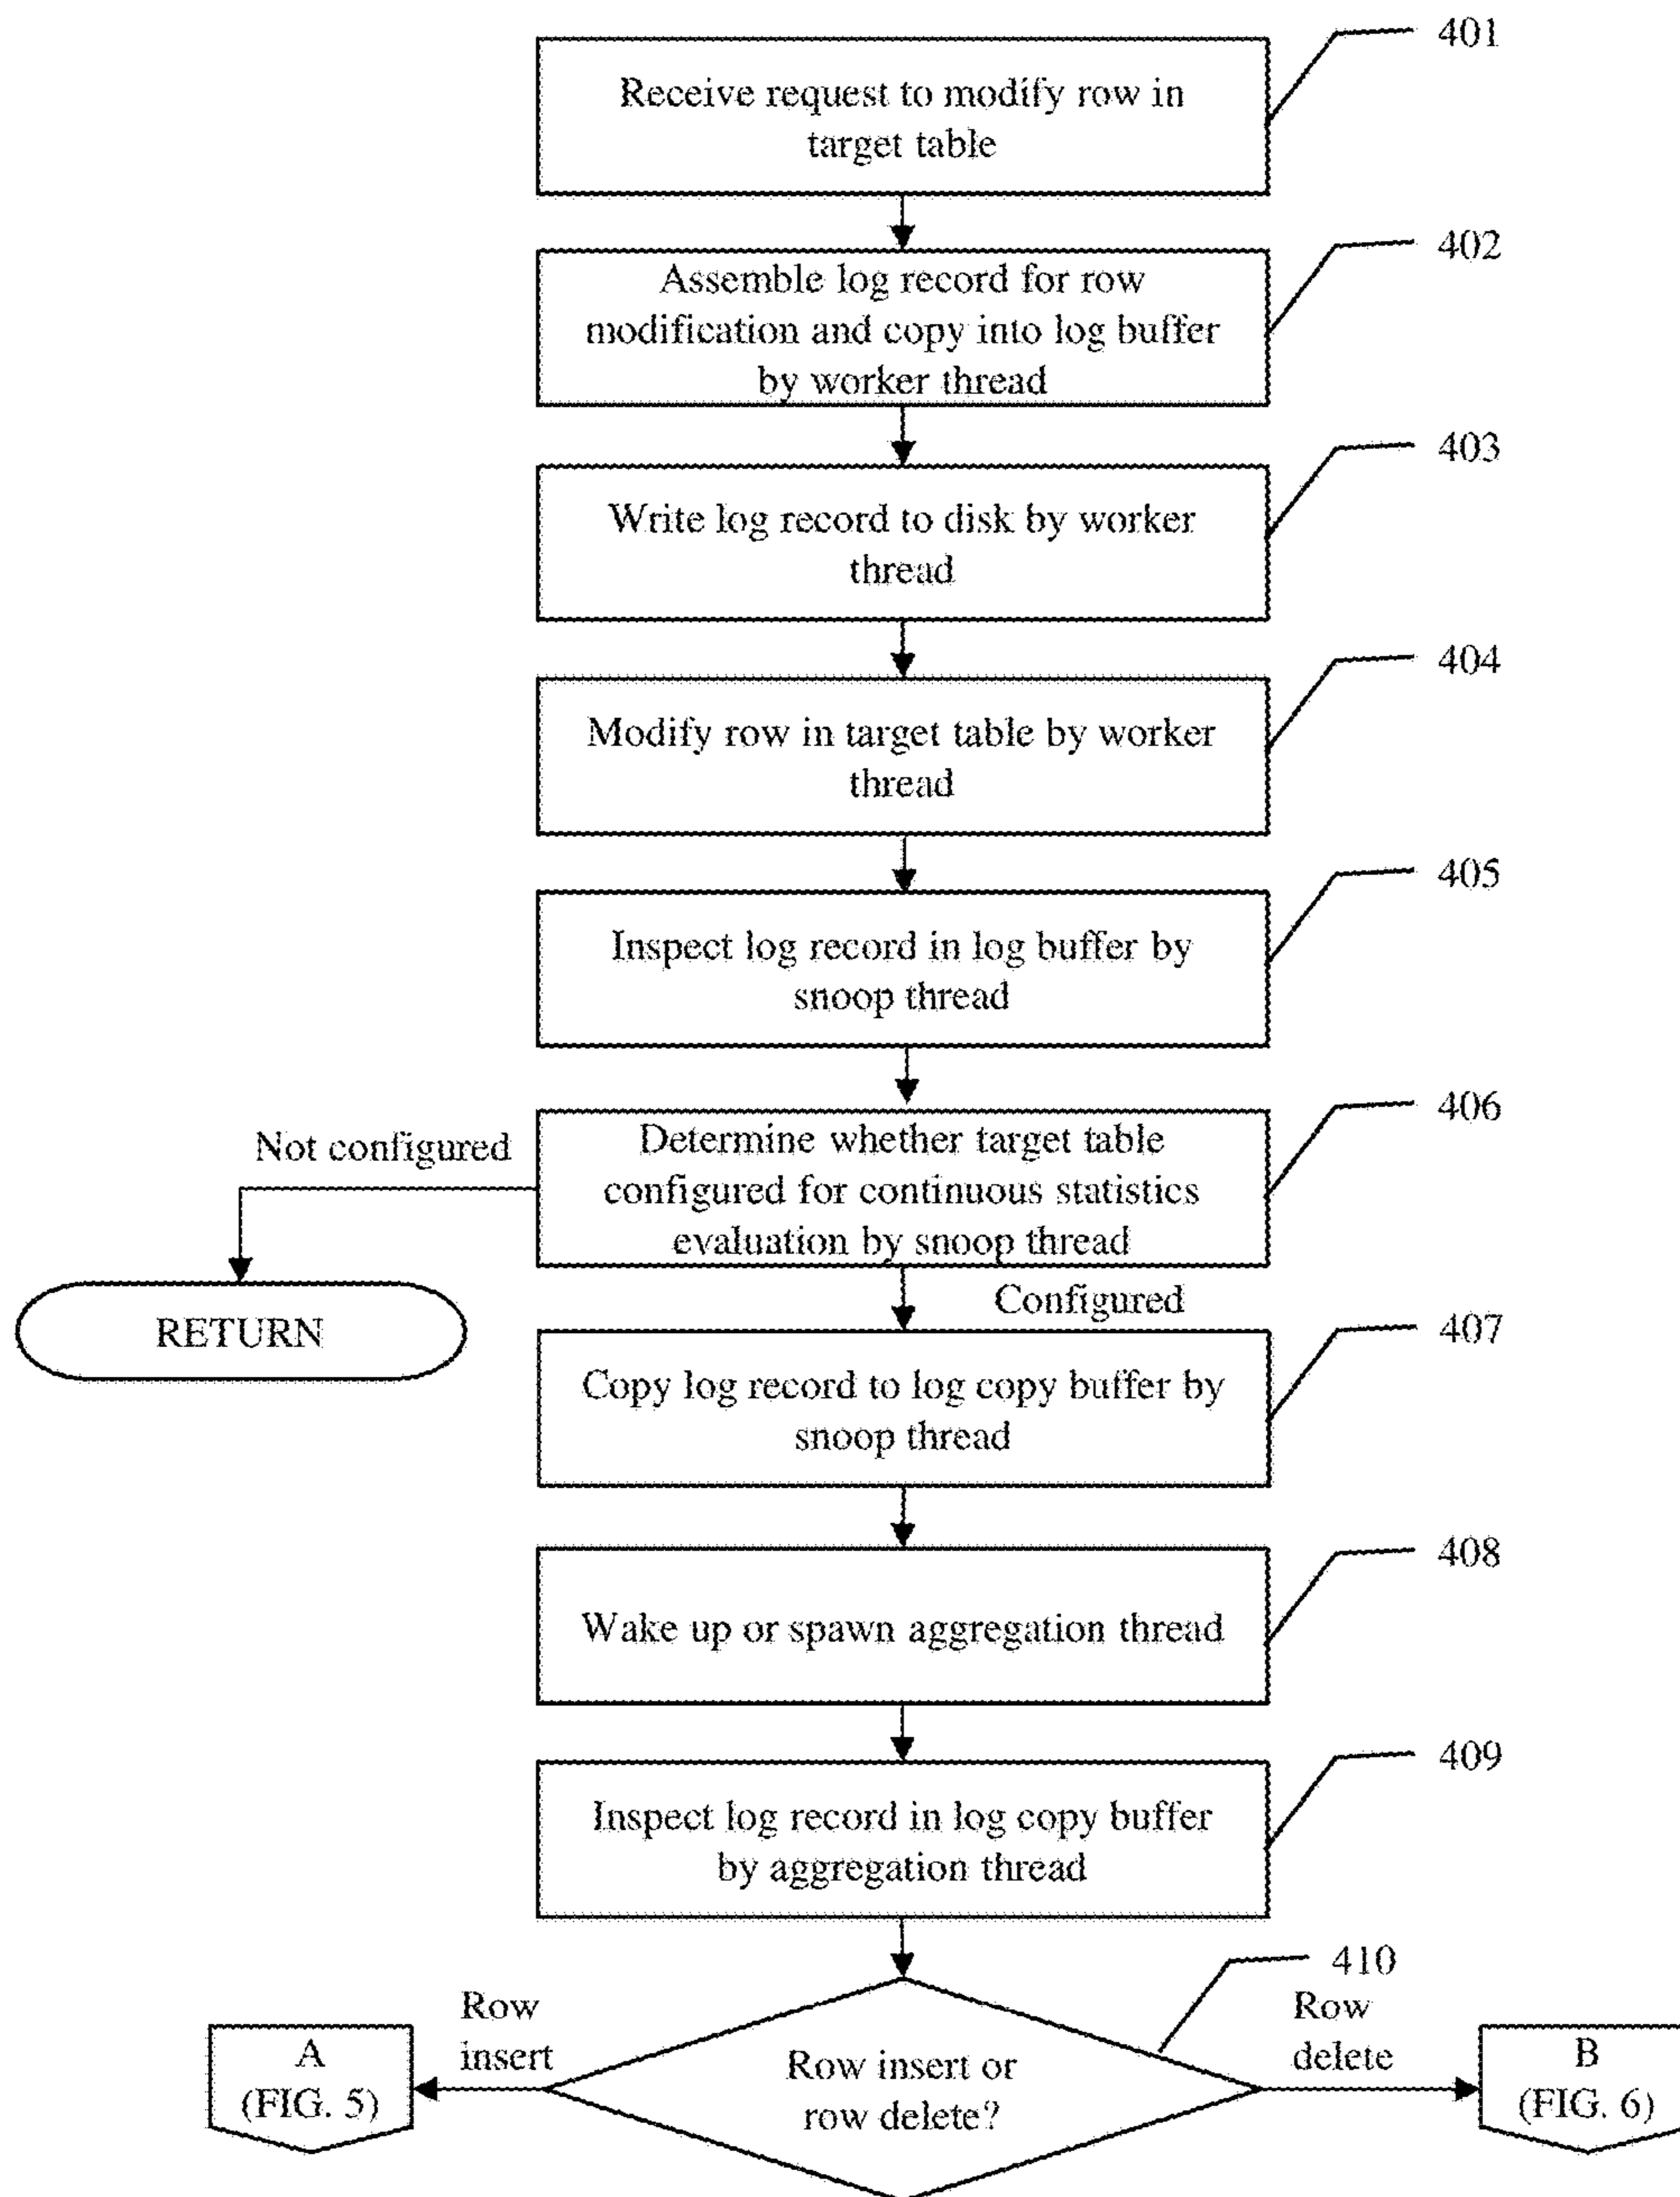 401
Receive request to modify row in
target table
402
Assemble log record for row
modification and copy into log buffer
by worker thread
403
Write log record to disk by worker
thread
404
Modify row in target table by worker
thread
405
Inspect log record in log buffer by
snoop thread
406
Not configured
Determine whether target table
configured for continuous statistics
evaluation by snoop thread
Configured
RETURN
407
Copy log record to log copy buffer by
snoop thread
408
Wake up or spawn aggregation thread
409
Inspect log record in log copy buffer
by aggregation thread
410
Row
insert
Row
delete
A
(FIG. 5)
Row insert or
row delete?
B
(FIG. 6)